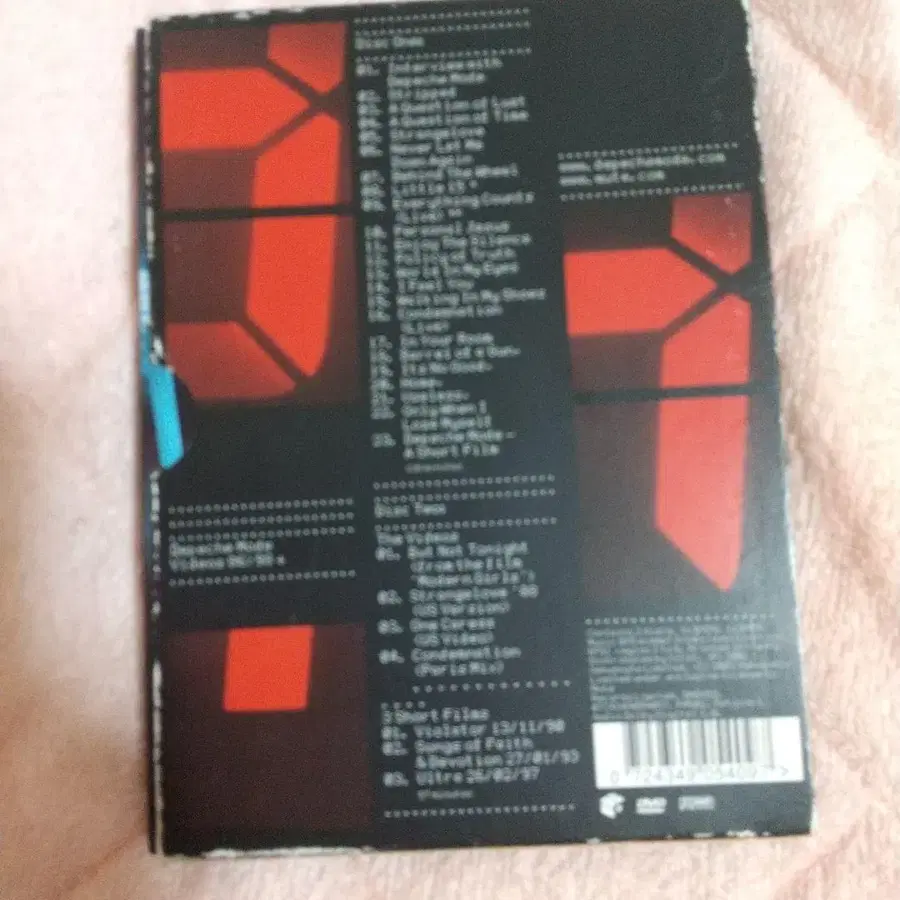 Disc One:
01. Interview with
Depeche Mode
02. Stripped
03. A Question of Lust
04. A Question of Time
05. Strangelove
06. Never Let Me
Down Again
07. Behind The Wheel
08. Little 15 *
09. Everything Counts
(Live) **
10. Personal Jesus
11. Enjoy The Silence
12. Policy of Truth
13. World In My Eyes
14. I Feel You
15. Walking In My Shoes
16. Condemnation
(Live)
17. In Your Room
18. Barrel of a Gun
19. Its No Good
20. Home
21. Useless
22. Only When I
Lose Myself
23. Depeche Mode -
A Short Film
Disc Two:
The Videos
01. But Not Tonight
(From the Film
'Modern Girls')
02. Strangelove '88
(US Version)
03. One Caress
(US Video)
04. Condemnation
(Paris Mix)
3 Short Films
01. Violator 13/11/90
02. Songs of Faith
& Devotion 27/01/93
03. Ultra 26/02/97
Depeche Mode
Videos 86/98+
www.depechemode.com
www.mute.com
DVD